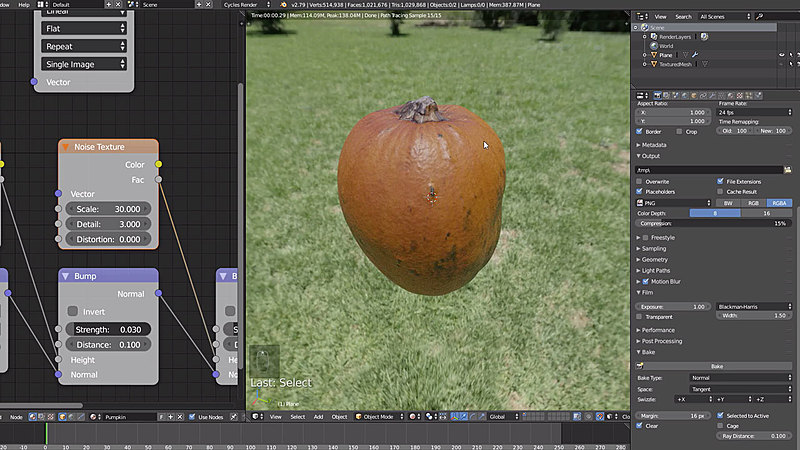 Window
Help
Default
Scene
Cycles Render
v2.79 | Verts:514,938 | Faces:1,021,676 | Tris:1,029,868 | Objects:0/2 | Lamps:0/0 | Mem:387.87M | Plane
View
Search
All Scenes
Linear
Flat
Repeat
Single Image
Vector
Time:00:00.29 | Mem:114.09M, Peak:138.04M | Done | Path Tracing Sample 15/15
Scene
RenderLayers
World
Plane
TexturedMesh
Noise Texture
Color
Fac
Vector
Scale: 30.000
Detail: 3.000
Distortion: 0.000
Bump
Normal
Invert
Strength: 0.030
Distance: 0.100
Height
Normal
Last: Select
(1) Plane
Aspect Ratio:
Frame Rate:
X: 1.000
24 fps
Y: 1.000
Time Remapping:
Border
Crop
Old: 100
New: 100
Metadata
Output
/tmp\
Overwrite
File Extensions
Placeholders
Cache Result
PNG
BW
RGB
RGBA
Color Depth:
8
16
Compression:
15%
Freestyle
Sampling
Geometry
Light Paths
Motion Blur
Film
Exposure: 1.00
Blackman-Harris
Transparent
Width: 1.50
Performance
Post Processing
Bake
Bake
Bake Type:
Normal
Space:
Tangent
Swizzle:
+X
+Y
+Z
Margin: 16 px
Selected to Active
Clear
Cage
Ray Distance: 0.100
Node
Pumpkin
F
Use Nodes
View
Select
Add
Object
Object Mode
Global
-20 -10 0 10 20 30 40 50 60 70 80 90 100 110 120 130 140 150 160 170 180 190 200 210 220 230 240 250 260 270 280